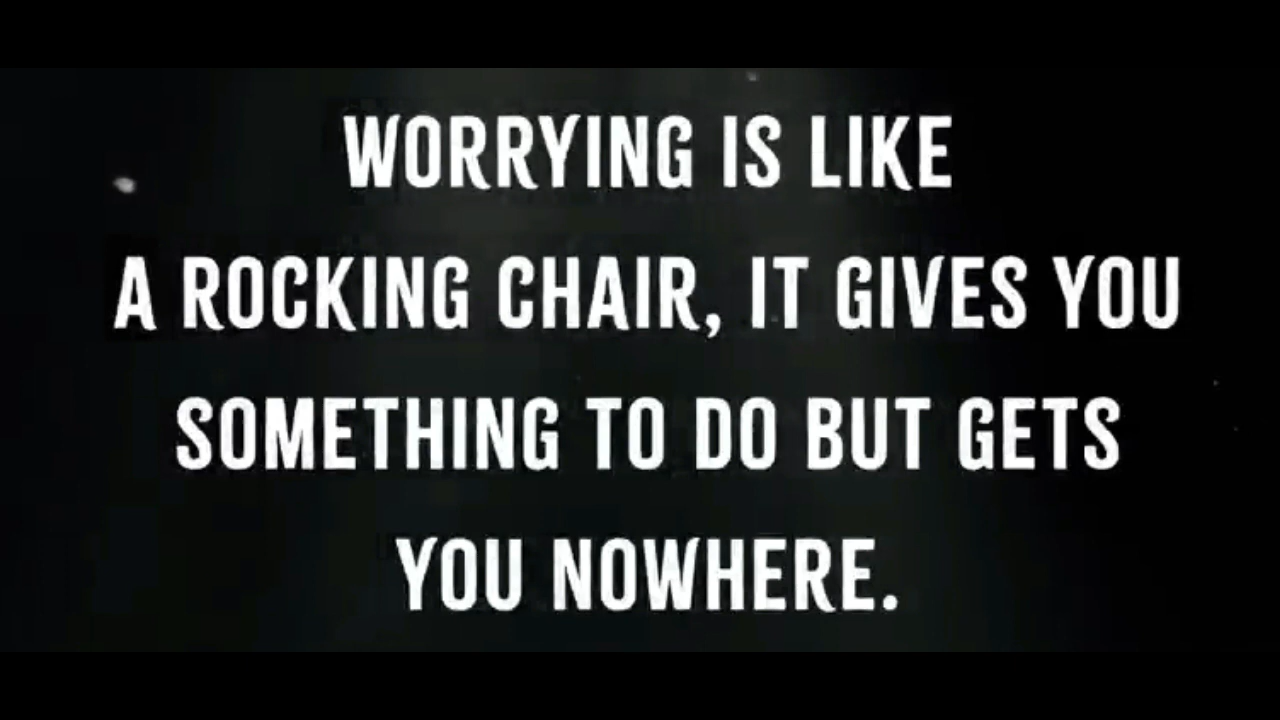 WORRYING IS LIKE
A ROCKING CHAIR, IT GIVES YOU
SOMETHING TO DO BUT GETS
YOU NOWHERE.